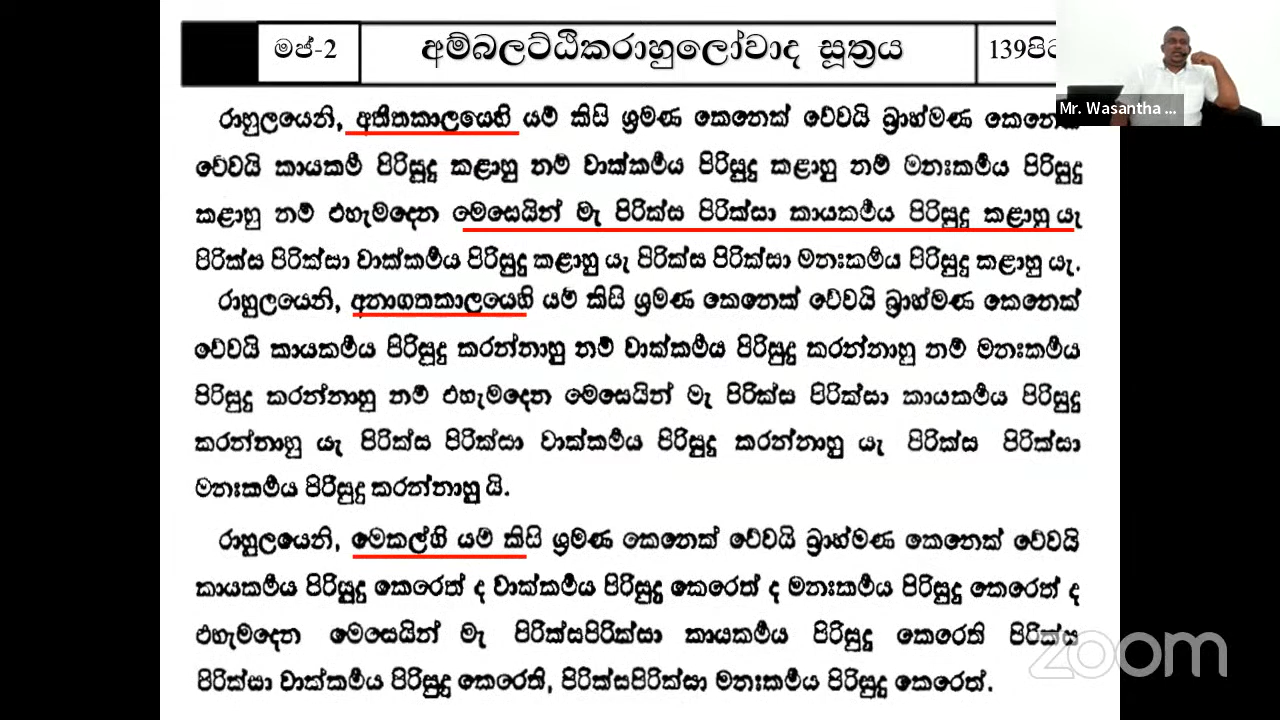 මජ්-2
අම්බලට්ඨිකරාහුලෝවාද සූත්‍රය
139පිට
Mr. Wasantha ...
රාහුලයෙනි, අතීතකාලයෙහි යම් කිසි ශ්‍රමණ කෙනෙක් වේවයි බ්‍රාහ්මණ කෙනෙක්
වේවයි කායකර්‍ම පිරිසුදු කළාහු නම් වාක්කර්‍මය පිරිසුදු කළාහු නම් මනඃකර්‍මය පිරිසුදු
කළාහු නම් එහැමදෙන මෙසෙයින් මැ පිරික්ස පිරික්සා කායකර්‍මය පිරිසුදු කළාහු යැ
පිරික්ස පිරික්සා වාක්කර්‍මය පිරිසුදු කළාහු යැ පිරික්ස පිරික්සා මනඃකර්‍මය පිරිසුදු කළාහු යැ.
රාහුලයෙනි, අනාගතකාලයෙහි යම් කිසි ශ්‍රමණ කෙනෙක් වේවයි බ්‍රාහ්මණ කෙනෙක්
වේවයි කායකර්‍මය පිරිසුදු කරන්නාහු නම් වාක්කර්‍මය පිරිසුදු කරන්නාහු නම් මනඃකර්‍මය
පිරිසුදු කරන්නාහු නම් එහැමදෙන මෙසෙයින් මැ පිරික්ස පිරික්සා කායකර්‍මය පිරිසුදු
කරන්නාහු යැ පිරික්ස පිරික්සා වාක්කර්‍මය පිරිසුදු කරන්නාහු යැ පිරික්ස පිරික්සා
මනඃකර්‍මය පිරිසුදු කරන්නාහු යි.
රාහුලයෙනි, මෙකල්හි යම් කිසි ශ්‍රමණ කෙනෙක් වේවයි බ්‍රාහ්මණ කෙනෙක් වේවයි
කායකර්‍මය පිරිසුදු කෙරෙත් ද වාක්කර්‍මය පිරිසුදු කෙරෙත් ද මනඃකර්‍මය පිරිසුදු කෙරෙත් ද
එහැමදෙන මෙසෙයින් මැ පිරික්සපිරික්සා කායකර්‍මය පිරිසුදු කෙරෙති පිරික්ස
පිරික්සා වාක්කර්‍මය පිරිසුදු කෙරෙති, පිරික්සපිරික්සා මනඃකර්‍මය පිරිසුදු කෙරෙත්.
zoom